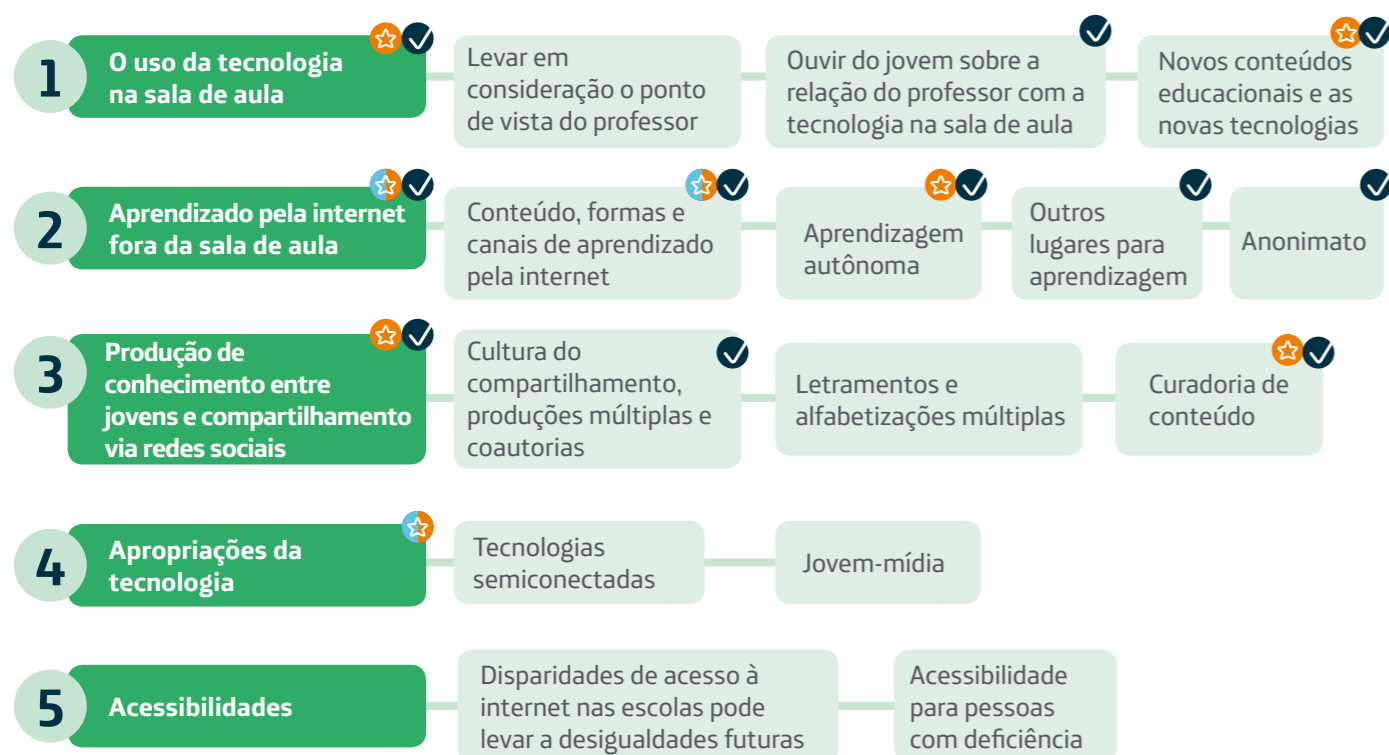 1
O uso da tecnologia
na sala de aula
Levar em
consideração o ponto
de vista do professor
Ouvir do jovem sobre a
relação do professor com a
tecnologia na sala de aula
Novos conteúdos
educacionais e as
novas tecnologias
2
Aprendizado pela internet
fora da sala de aula
Conteúdo, formas e
canais de aprendizado
pela internet
Aprendizagem
autônoma
Outros
lugares para
aprendizagem
Anonimato
3
Produção de
conhecimento entre
jovens e compartilhamento
via redes sociais
Cultura do
compartilhamento,
produções múltiplas e
coautorias
Letramentos e
alfabetizações múltiplas
Curadoria de
conteúdo
4
Apropriações da
tecnologia
Tecnologias
semiconectadas
Jovem-mídia
5
Acessibilidades
Disparidades de acesso à
internet nas escolas pode
levar a desigualdades futuras
Acessibilidade
para pessoas
com deficiência